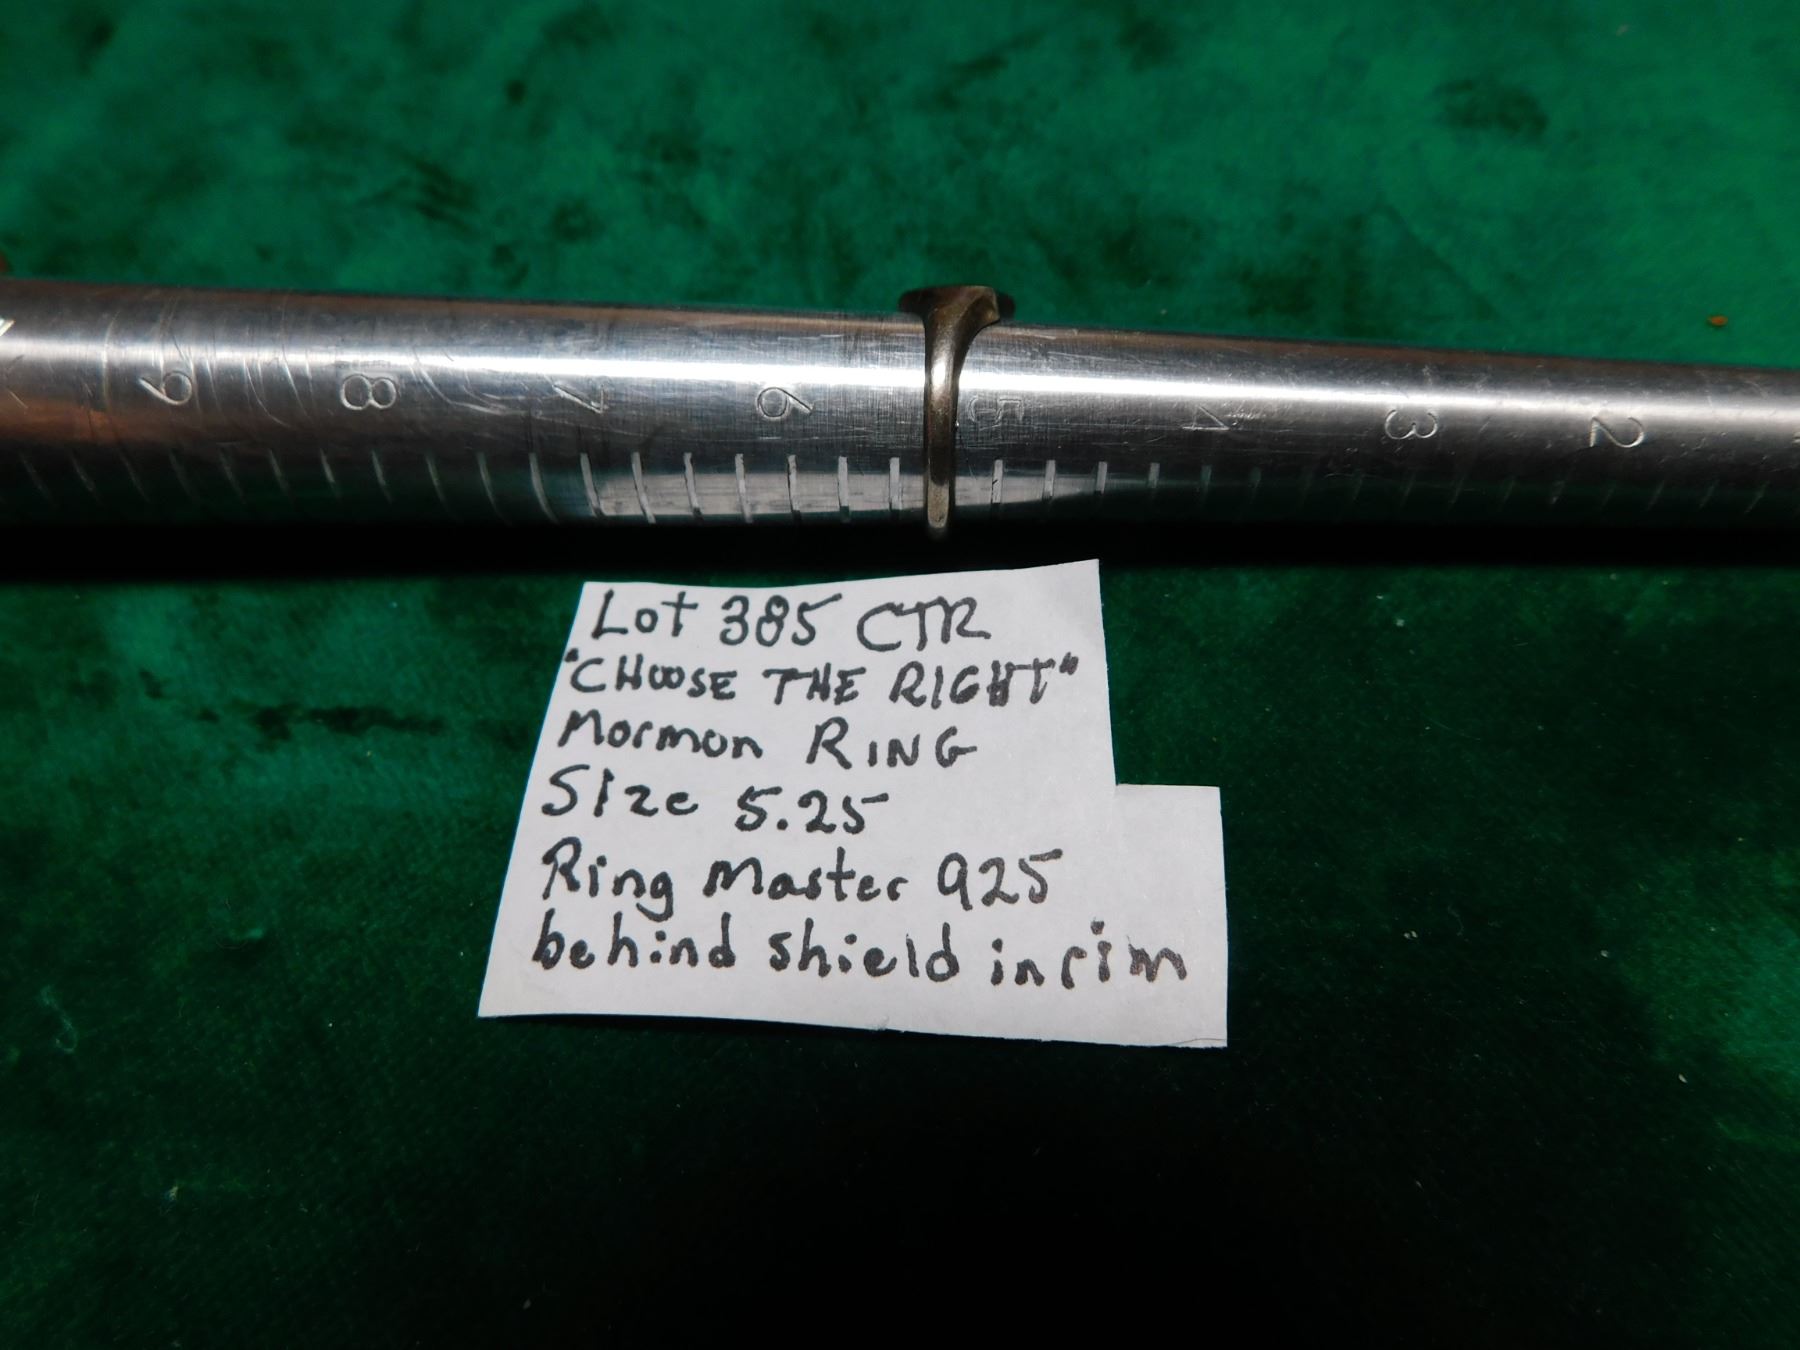 9 8 7 6 5 4 3 2
Lot 385 CTR
"CHOOSE THE RIGHT"
Mormon RING
Size 5.25
Ring Master 925
behind shield in rim